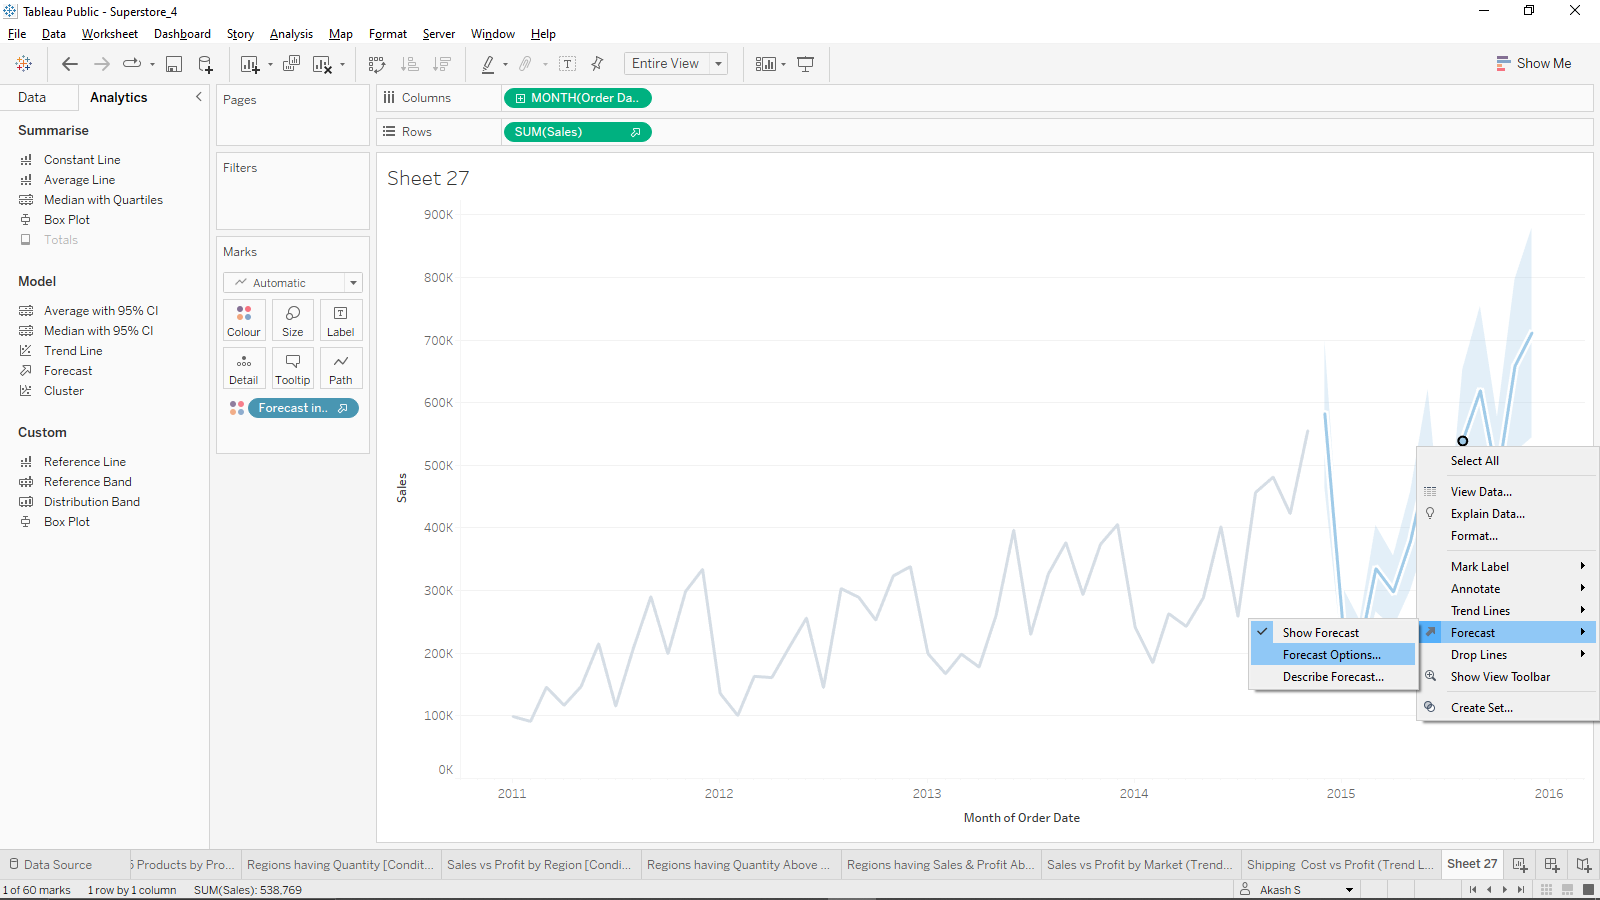 Tableau Public - Superstore_4
File Data Worksheet Dashboard Story Analysis Map Format Server Window Help
Entire View
Show Me
Data Analytics
Summarise
Constant Line
Average Line
Median with Quartiles
Box Plot
Totals
Model
Average with 95% CI
Median with 95% CI
Trend Line
Forecast
Cluster
Custom
Reference Line
Reference Band
Distribution Band
Box Plot
Pages
Filters
Marks
Automatic
Colour Size Label
Detail Tooltip Path
Forecast in..
Columns MONTH(Order Da..
Rows SUM(Sales)
Sheet 27
900K
800K
700K
600K
500K
400K
300K
200K
100K
0K
Sales
2011 2012 2013 2014 2015 2016
Month of Order Date
Select All
View Data...
Explain Data...
Format...
Mark Label
Annotate
Trend Lines
Forecast
Drop Lines
Show View Toolbar
Create Set...
Show Forecast
Forecast Options...
Describe Forecast...
Data Source 5 Products by Pro... Regions having Quantity [Condit... Sales vs Profit by Region [Condi... Regions having Quantity Above ... Regions having Sales & Profit Ab... Sales vs Profit by Market (Trend... Shipping Cost vs Profit (Trend L... Sheet 27
1 of 60 marks 1 row by 1 column SUM(Sales): 538,769 Akash S